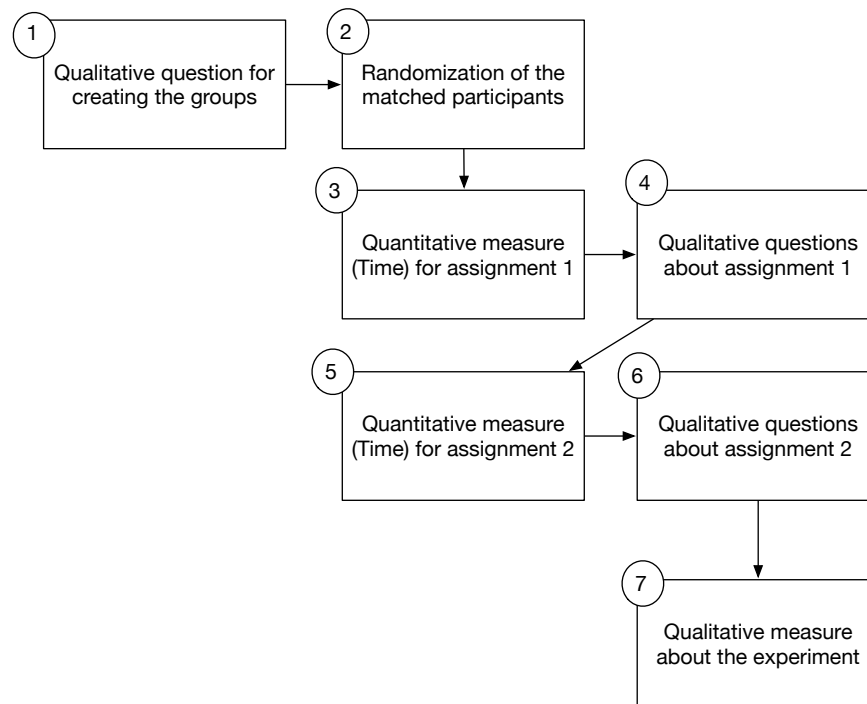 1
Qualitative question for
creating the groups
2
Randomization of the
matched participants
3
Quantitative measure
(Time) for assignment 1
4
Qualitative questions
about assignment 1
5
Quantitative measure
(Time) for assignment 2
6
Qualitative questions
about assignment 2
7
Qualitative measure
about the experiment